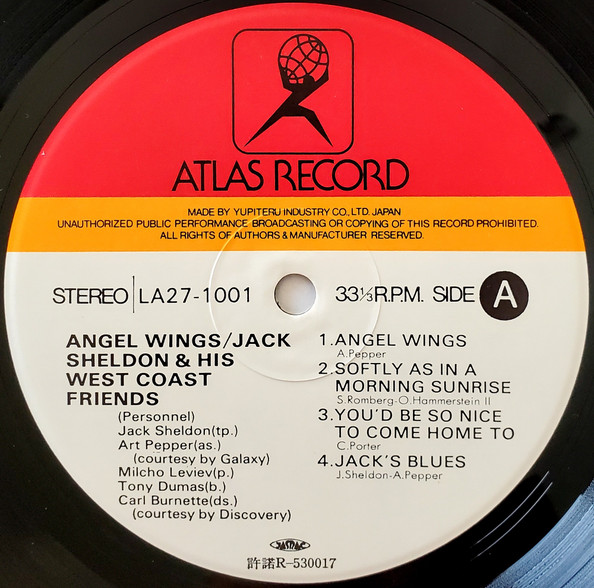 ATLAS RECORD
MADE BY YUPITERU INDUSTRY CO., LTD. JAPAN
UNAUTHORIZED PUBLIC PERFORMANCE BROADCASTING OR COPYING OF THIS RECORD PROHIBITED.
ALL RIGHTS OF AUTHORS & MANUFACTURER RESERVED.
STEREO LA27-1001
33⅓R.P.M. SIDE A
ANGEL WINGS/JACK
SHELDON & HIS
WEST COAST
FRIENDS
(Personnel)
Jack Sheldon(tp.)
Art Pepper(as.)
(courtesy by Galaxy)
Milcho Leviev(p.)
Tony Dumas(b.)
Carl Burnette(ds.)
(courtesy by Discovery)
1.ANGEL WINGS
A.Pepper
2.SOFTLY AS IN A
MORNING SUNRISE
S.Romberg-O.Hammerstein II
3.YOU'D BE SO NICE
TO COME HOME TO
C.Porter
4.JACK'S BLUES
J.Sheldon-A.Pepper
JASRAC
許諾R-530017